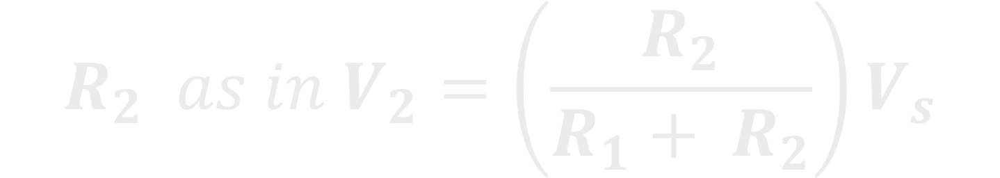 R₂ as in V₂ = (R₂ / (R₁ + R₂)) Vₛ